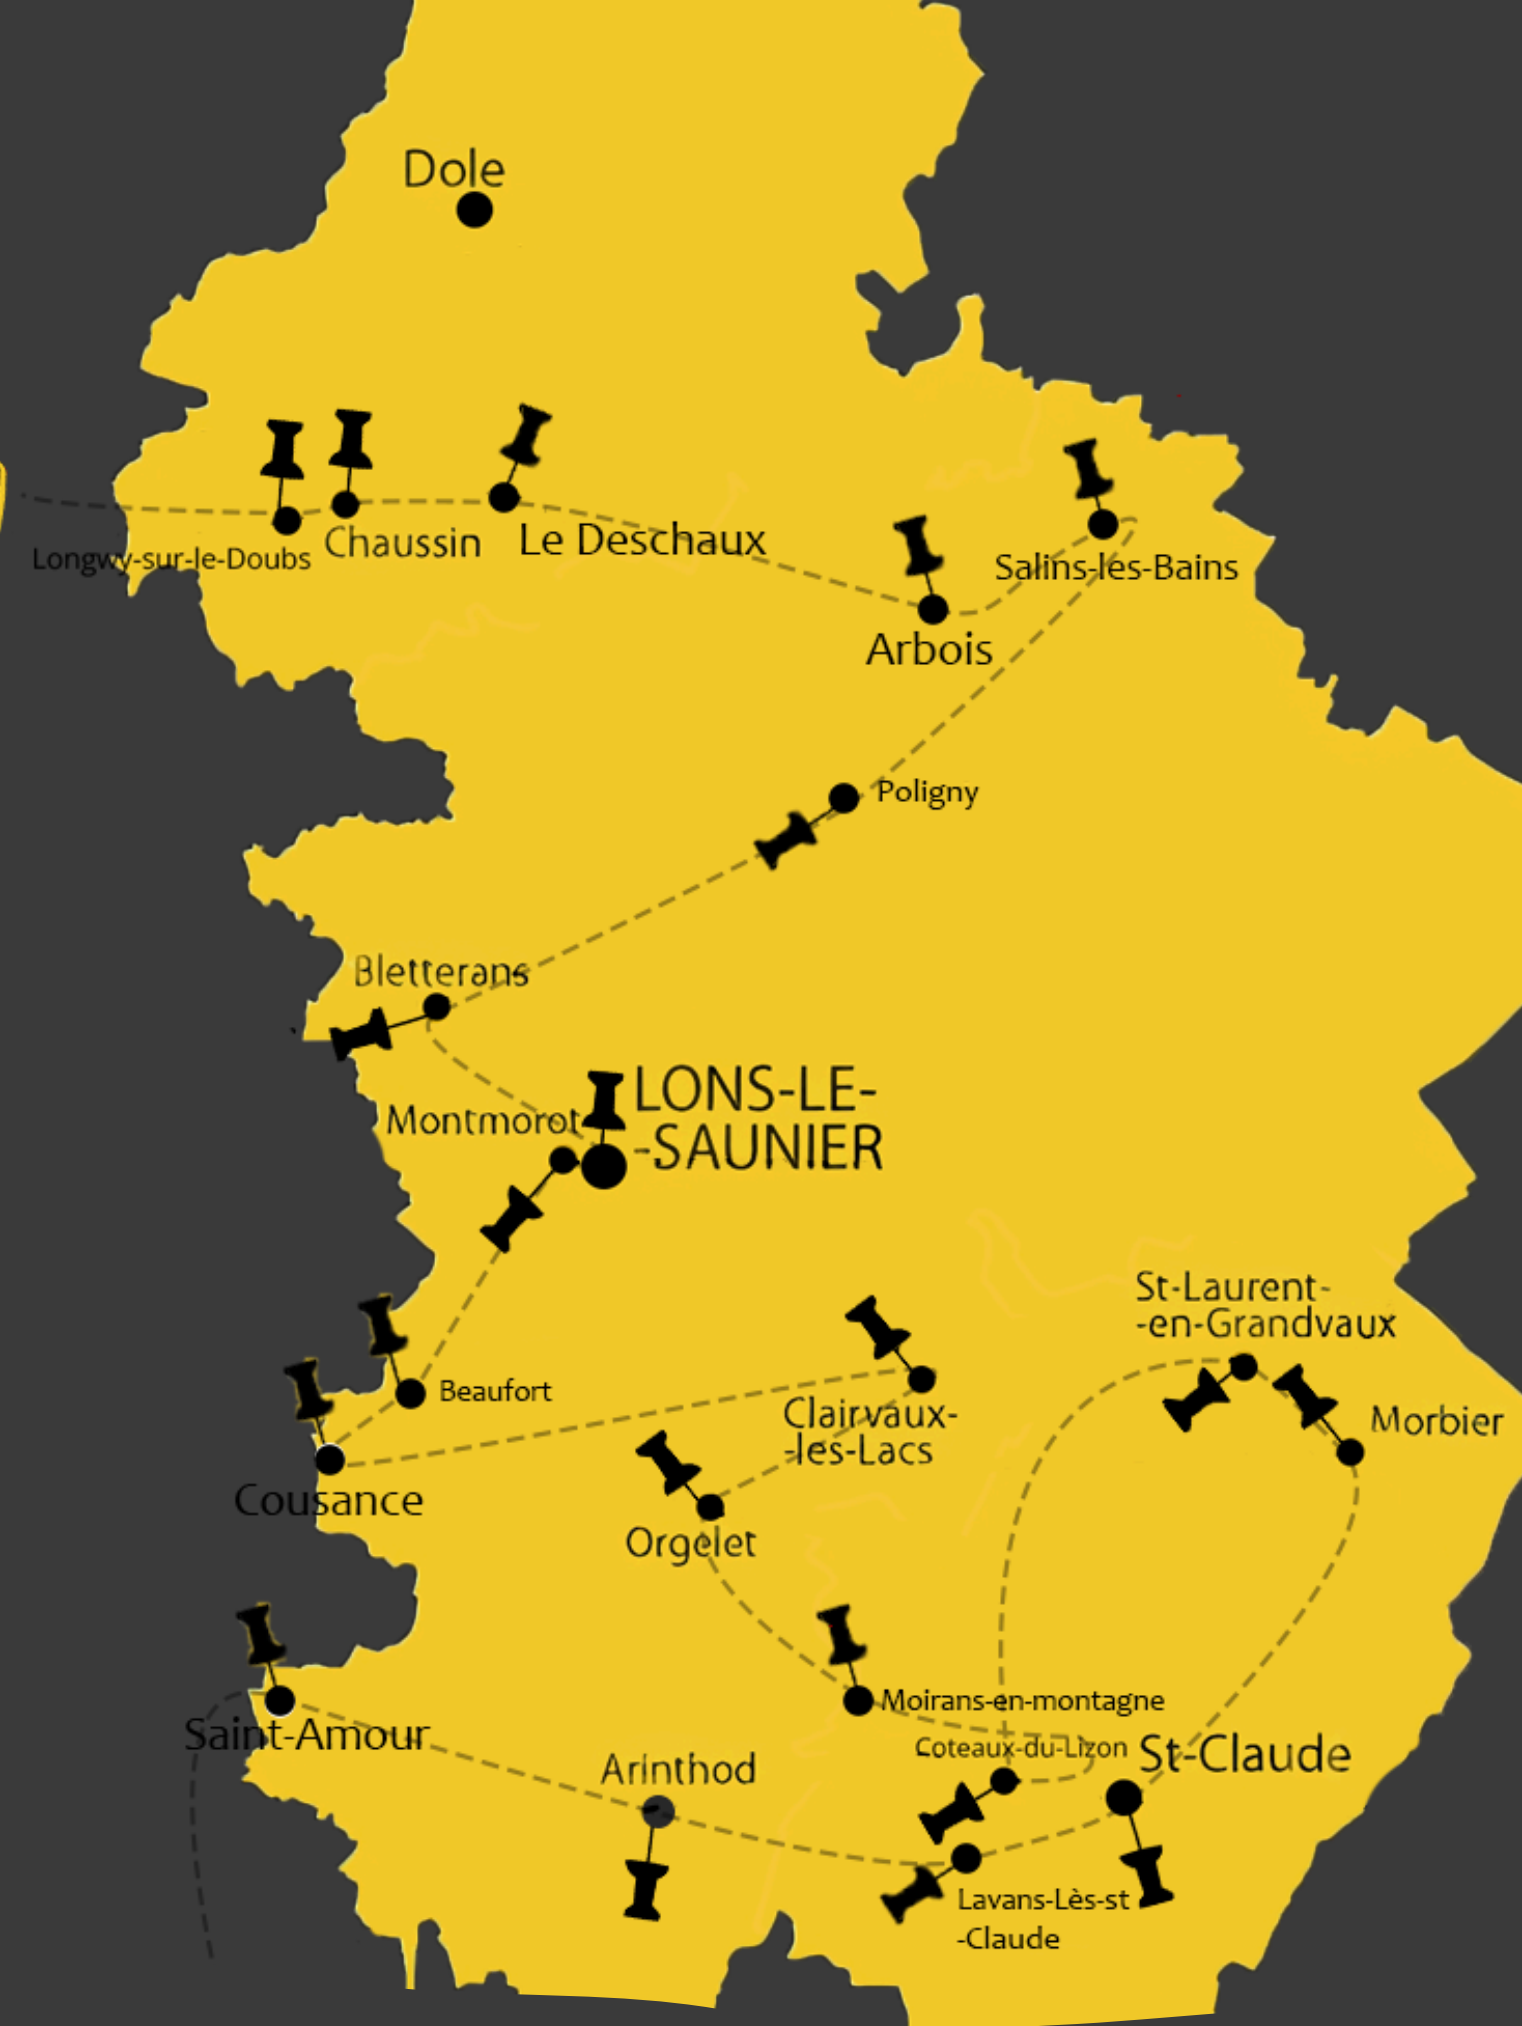 Dole
Chaussin
Longwy-sur-le-Doubs
Le Deschaux
Salins-les-Bains
Arbois
Poligny
Bletterans
LONS-LE-
-SAUNIER
Montmorot
St-Laurent-
-en-Grandvaux
Beaufort
Clairvaux-
-les-Lacs
Morbier
Cousance
Orgelet
Moirans-en-montagne
Saint-Amour
Coteaux-du-Lizon
St-Claude
Arinthod
Lavans-Lès-st
-Claude